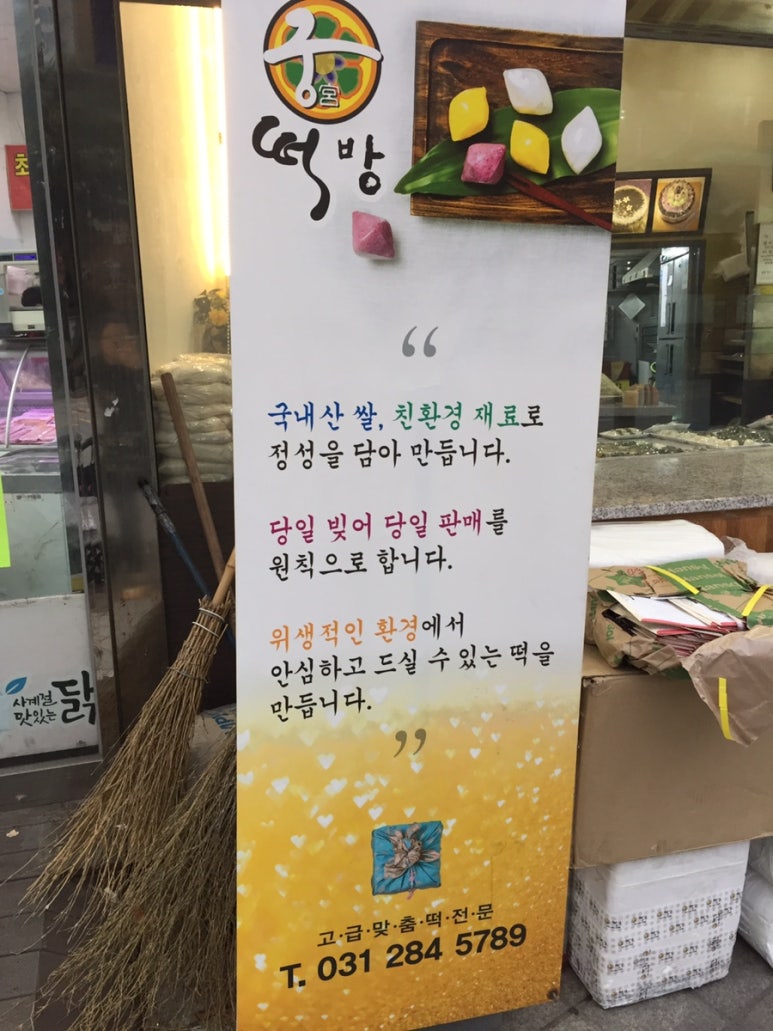 궁
떡방
최
“
국내산 쌀, 친환경 재료로
정성을 담아 만듭니다.
당일 빚어 당일 판매를
원칙으로 합니다.
위생적인 환경에서
안심하고 드실 수 있는 떡을
만듭니다.
”
사계절
맛있는 닭
고·급·맞·춤·떡·전·문
T. 031 284 5789